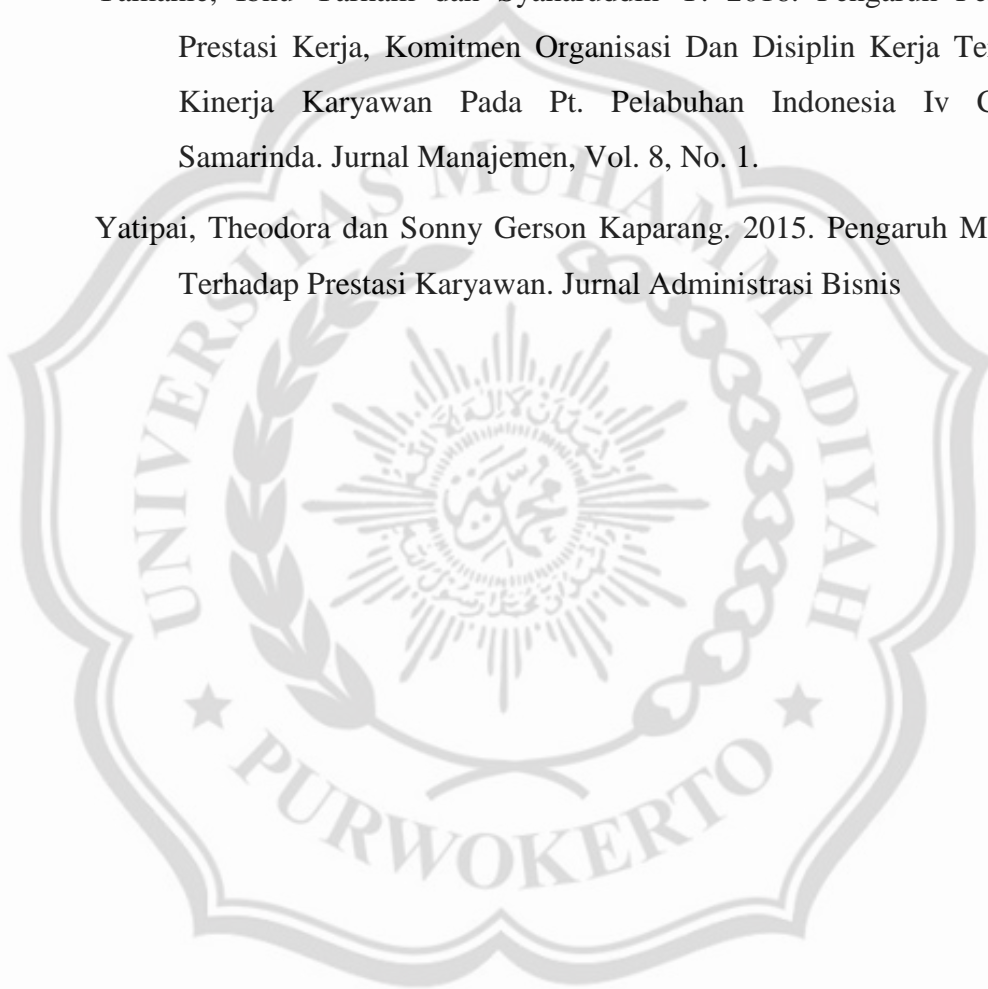 Prestasi Kerja, Komitmen Organisasi Dan Disiplin Kerja
Kinerja Karyawan Pada Pt. Pelabuhan Indonesia Iv
Samarinda. Jurnal Manajemen, Vol. 8, No. 1.
Yatipai, Theodora dan Sonny Gerson Kaparang. 2015. Pengaruh
Terhadap Prestasi Karyawan. Jurnal Administrasi Bisnis
UNIVERSITAS MUHAMMADIYAH
PURWOKERTO